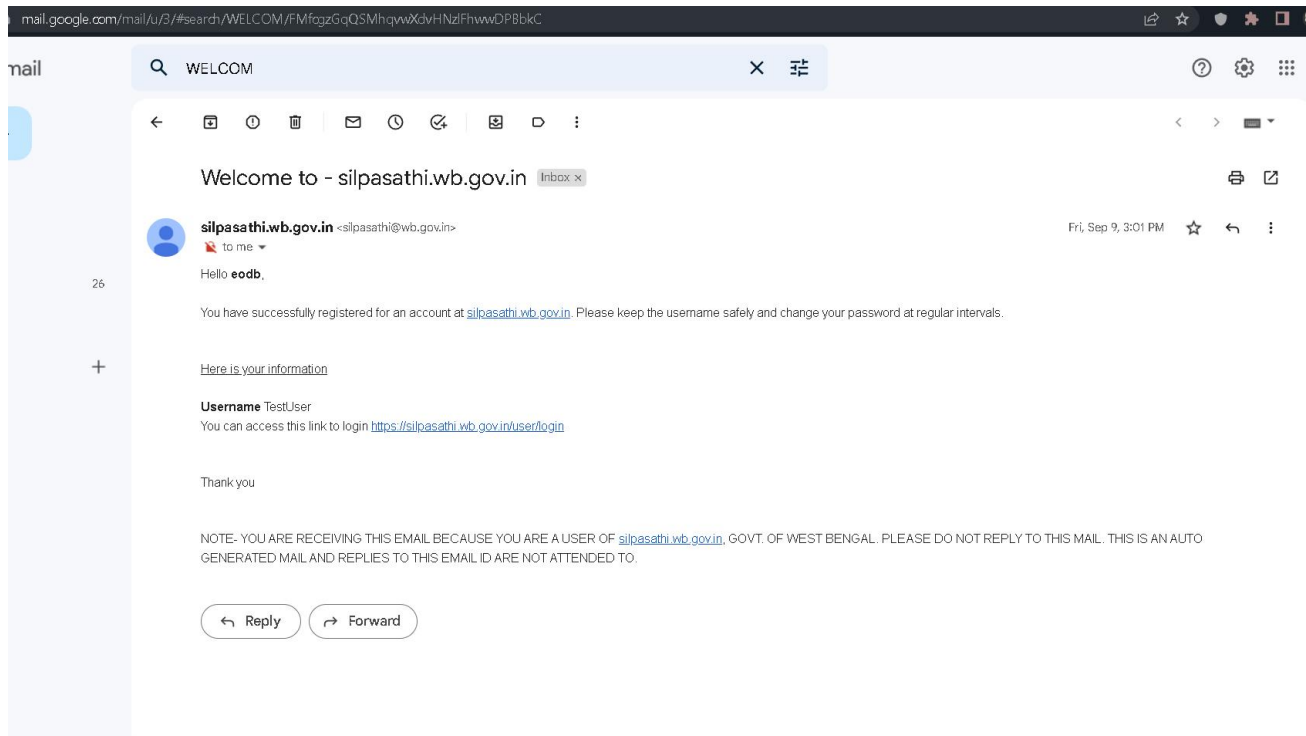 mail.google.com/mail/u/3/#search/WELCOM/FMfcgzGqQSMhqvwXdvHNzlFhwwDPBbkC
mail
WELCOM
Welcome to - silpasathi.wb.gov.in Inbox ×
silpasathi.wb.gov.in <silpasathi@wb.gov.in>
Fri, Sep 9, 3:01 PM
to me
Hello eodb,
26
You have successfully registered for an account at silpasathi.wb.gov.in. Please keep the username safely and change your password at regular intervals.
Here is your information
Username TestUser
You can access this link to login https://silpasathi.wb.gov.in/user/login
Thank you
NOTE- YOU ARE RECEIVING THIS EMAIL BECAUSE YOU ARE A USER OF silpasathi.wb.gov.in, GOVT. OF WEST BENGAL. PLEASE DO NOT REPLY TO THIS MAIL. THIS IS AN AUTO
GENERATED MAIL AND REPLIES TO THIS EMAIL ID ARE NOT ATTENDED TO.
Reply
Forward